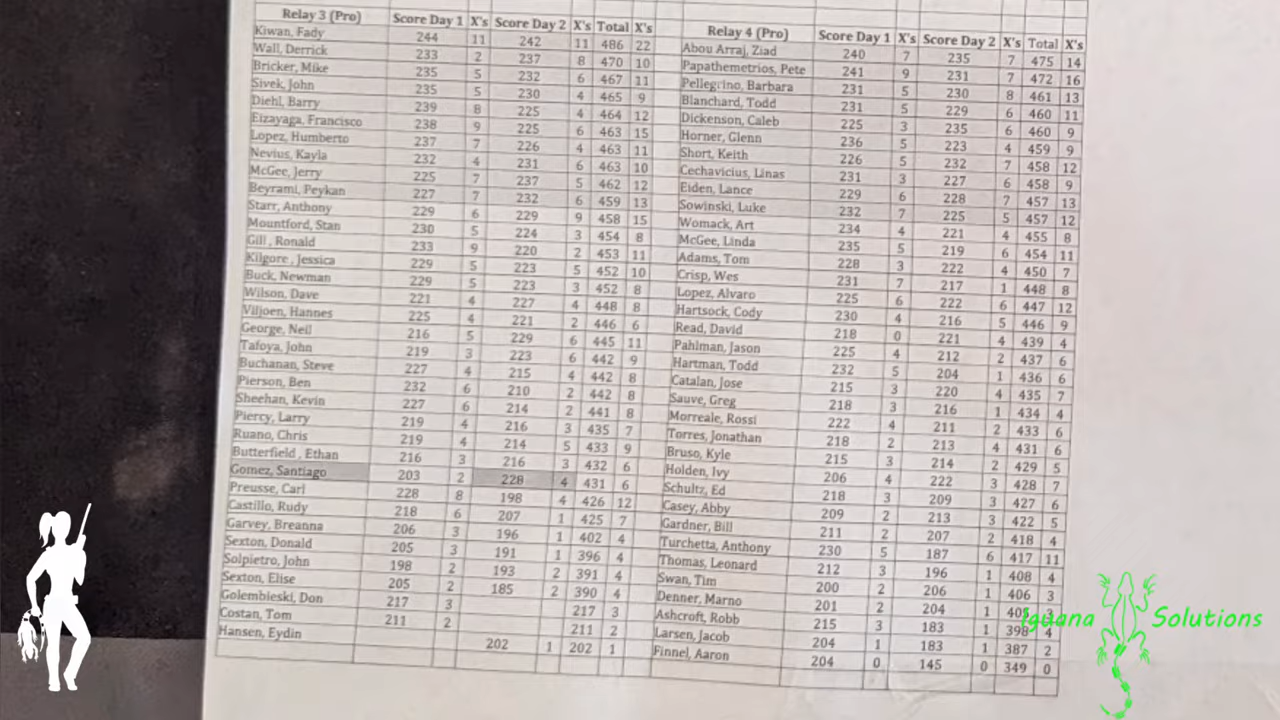 Relay 3 (Pro) Score Day 1 X's Score Day 2 X's Total X's
Kiwan, Fady 244 11 242 11 486 22
Wall, Derrick 233 2 237 8 470 10
Bricker, Mike 235 5 232 6 467 11
Sivek, John 235 5 230 4 465 9
Diehl, Barry 239 8 225 4 464 12
Eizayaga, Francisco 238 9 225 6 463 15
Lopez, Humberto 237 7 226 4 463 11
Nevius, Kayla 232 4 231 6 463 10
McGee, Jerry 225 7 237 5 462 12
Beyrami, Peykan 227 7 232 6 459 13
Starr, Anthony 229 6 229 9 458 15
Mountford, Stan 230 5 224 3 454 8
Gill , Ronald 233 9 220 2 453 11
Kilgore , Jessica 229 5 223 5 452 10
Buck, Newman 229 5 223 3 452 8
Wilson, Dave 221 4 227 4 448 8
Viljoen, Hannes 225 4 221 2 446 6
George, Neil 216 5 229 6 445 11
Tafoya, John 219 3 223 6 442 9
Buchanan, Steve 227 4 215 4 442 8
Pierson, Ben 232 6 210 2 442 8
Sheehan, Kevin 227 6 214 2 441 8
Piercy, Larry 219 4 216 3 435 7
Ruano, Chris 219 4 214 5 433 9
Butterfield , Ethan 216 3 216 3 432 6
Gomez, Santiago 203 2 228 4 431 6
Preusse, Carl 228 8 198 4 426 12
Castillo, Rudy 218 6 207 1 425 7
Garvey, Breanna 206 3 196 1 402 4
Sexton, Donald 205 3 191 1 396 4
Solpietro, John 198 2 193 2 391 4
Sexton, Elise 205 2 185 2 390 4
Golembieski, Don 217 3 217 3
Costan, Tom 211 2 211 2
Hansen, Eydin 202 1 202 1
Relay 4 (Pro) Score Day 1 X's Score Day 2 X's Total X's
Abou Arraj, Ziad 240 7 235 7 475 14
Papathemetrios, Pete 241 9 231 7 472 16
Pellegrino, Barbara 231 5 230 8 461 13
Blanchard, Todd 231 5 229 6 460 11
Dickenson, Caleb 225 3 235 6 460 9
Horner, Glenn 236 5 223 4 459 9
Short, Keith 226 5 232 7 458 12
Cechavicius, Linas 231 3 227 6 458 9
Eiden, Lance 229 6 228 7 457 13
Sowinski, Luke 232 7 225 5 457 12
Womack, Art 234 4 221 4 455 8
McGee, Linda 235 5 219 6 454 11
Adams, Tom 228 3 222 4 450 7
Crisp, Wes 231 7 217 1 448 8
Lopez, Alvaro 225 6 222 6 447 12
Hartsock, Cody 230 4 216 5 446 9
Read, David 218 0 221 4 439 4
Pahlman, Jason 225 4 212 2 437 6
Hartman, Todd 232 5 204 1 436 6
Catalan, Jose 215 3 220 4 435 7
Sauve, Greg 218 3 216 1 434 4
Morreale, Rossi 222 4 211 2 433 6
Torres, Jonathan 218 2 213 4 431 6
Bruso, Kyle 215 3 214 2 429 5
Holden, Ivy 206 4 222 3 428 7
Schultz, Ed 218 3 209 3 427 6
Casey, Abby 209 2 213 3 422 5
Gardner, Bill 211 2 207 2 418 4
Turchetta, Anthony 230 5 187 6 417 11
Thomas, Leonard 212 3 196 1 408 4
Swan, Tim 200 2 206 1 406 3
Denner, Marno 201 2 204
Ashcroft, Robb 215 3 183 1 398 4
Larsen, Jacob 204 1 183 1 387 2
Finnel, Aaron 204 0 145 0 349 0
Iguana Solutions